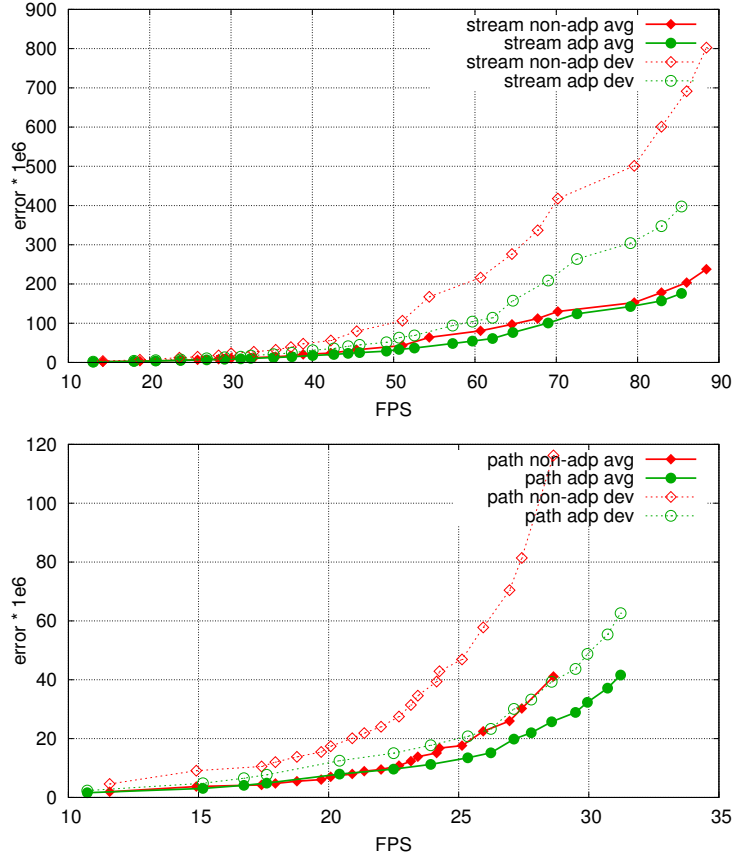 900
800
700
600
500
400
300
200
100
0
error * 1e6
stream non-adp avg
stream adp avg
stream non-adp dev
stream adp dev
10 20 30 40 50 60 70 80 90
FPS
120
100
80
60
40
20
0
error * 1e6
path non-adp avg
path adp avg
path non-adp dev
path adp dev
10 15 20 25 30 35
FPS